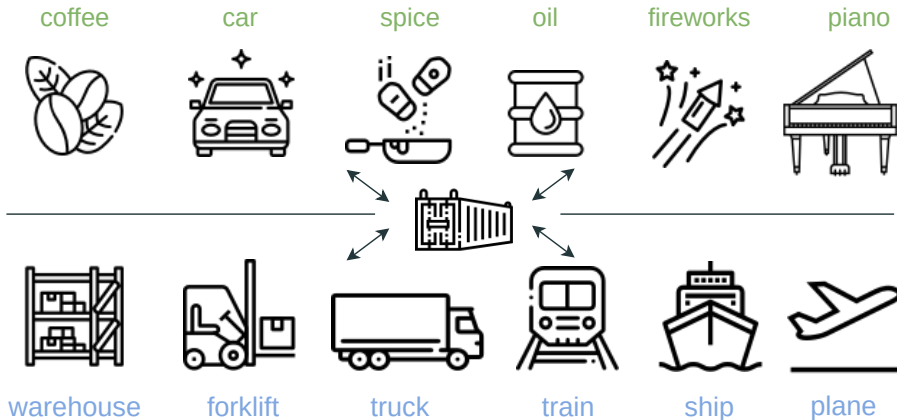 coffee car spice oil fireworks piano
warehouse forklift truck train ship plane